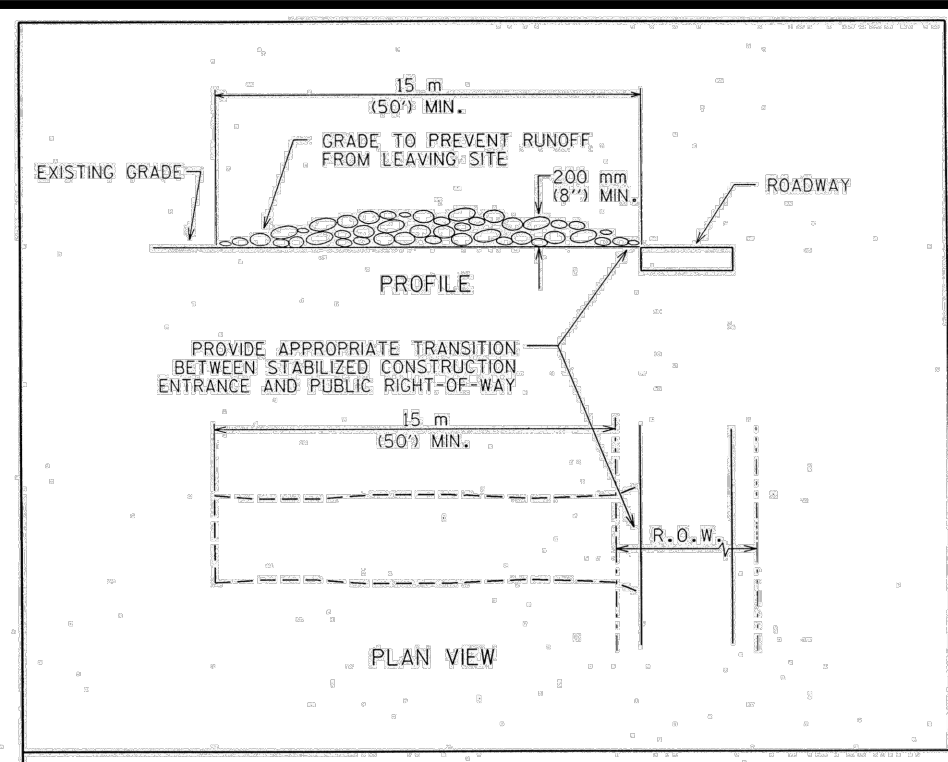 15 m
(50') MIN.
GRADE TO PREVENT RUNOFF
FROM LEAVING SITE
EXISTING GRADE
200 mm
(8'') MIN.
ROADWAY
PROFILE
PROVIDE APPROPRIATE TRANSITION
BETWEEN STABILIZED CONSTRUCTION
ENTRANCE AND PUBLIC RIGHT-OF-WAY
15 m
(50') MIN.
R.O.W.
PLAN VIEW